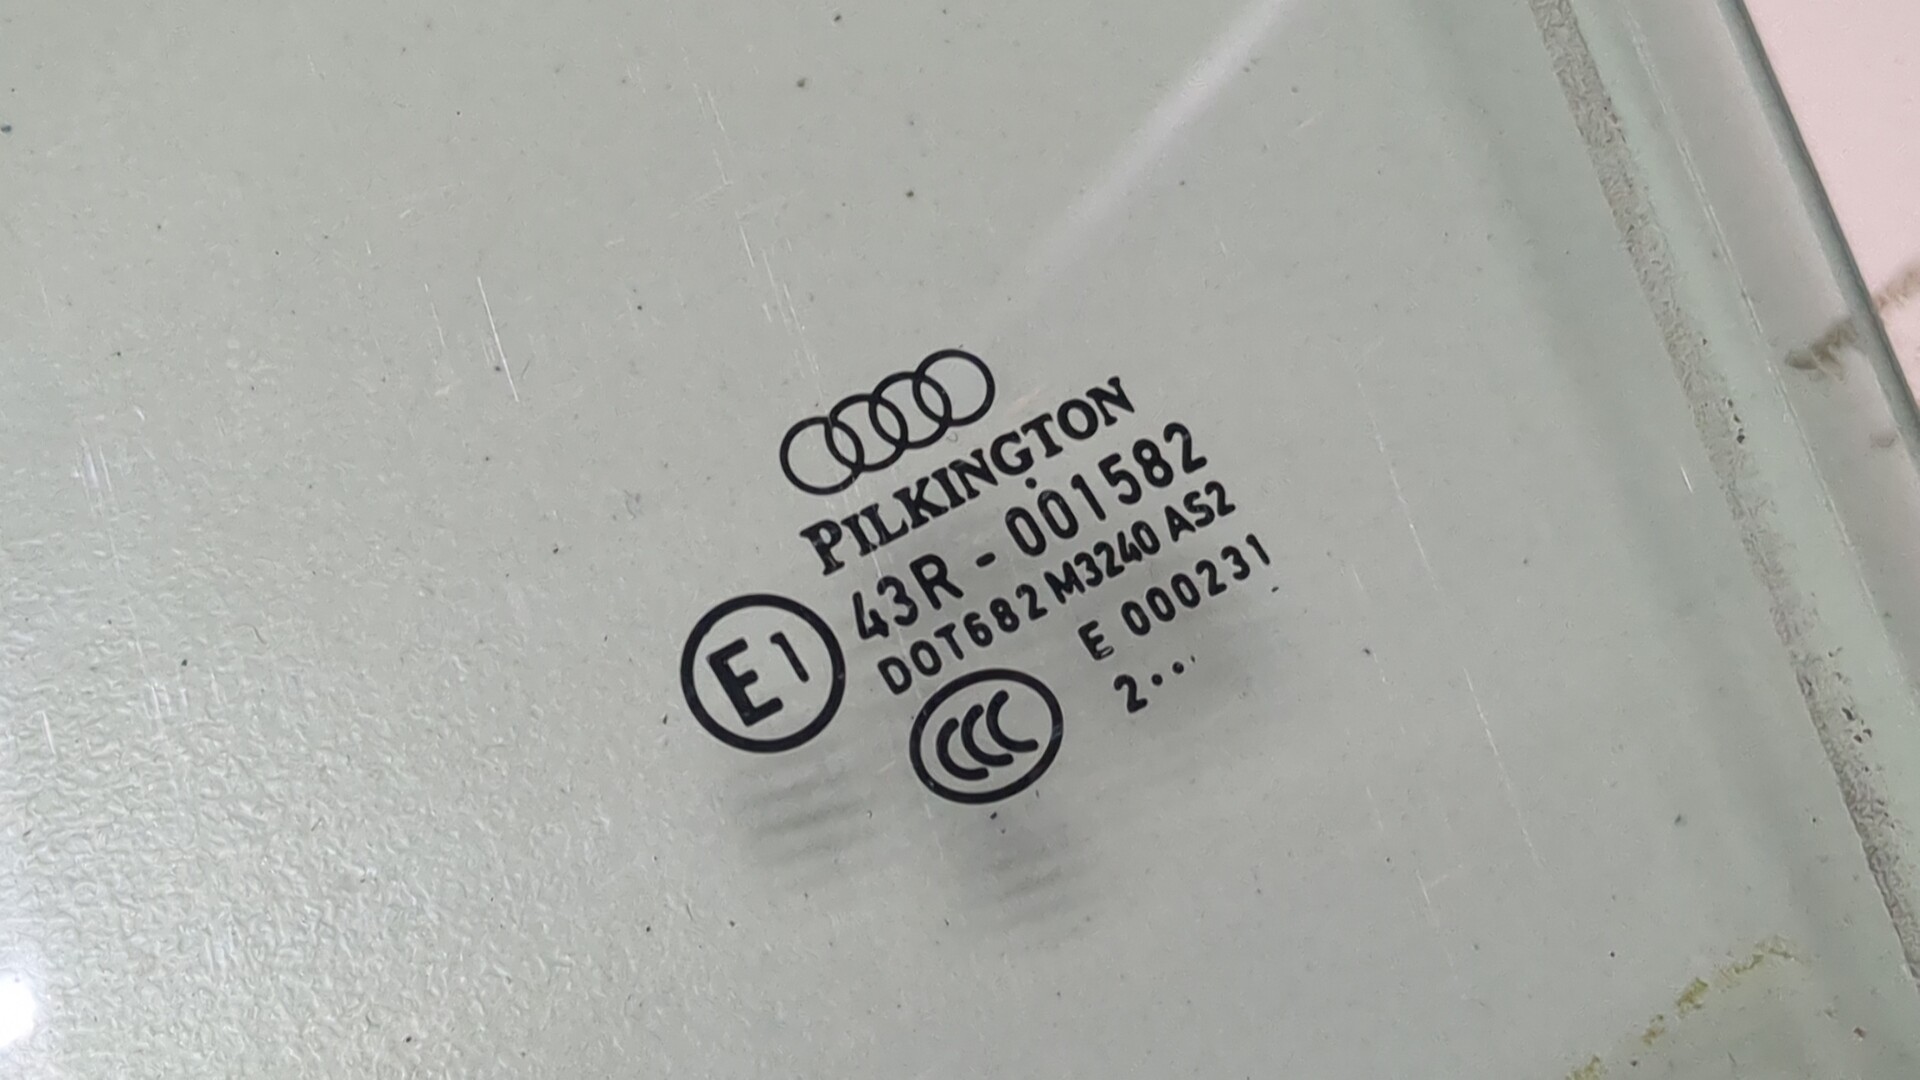 PILKINGTON
43R - 001582
E1
DOT682 M3240 AS2
CCC
E 000231
2•••